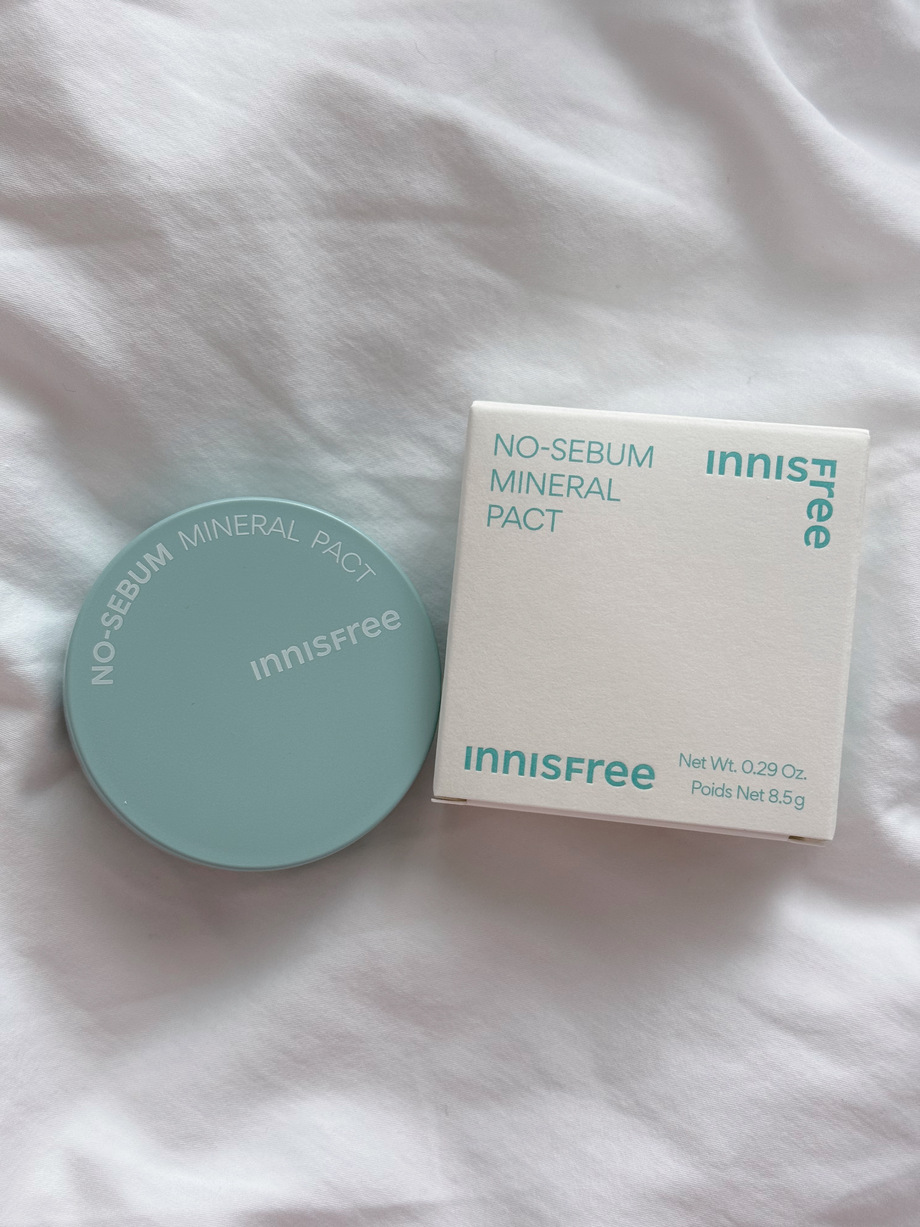 NO-SEBUM MINERAL PACT
INNISFree
NO-SEBUM
MINERAL
PACT
INNISFree
INNISFree
Net Wt. 0.29 Oz.
Poids Net 8.5g